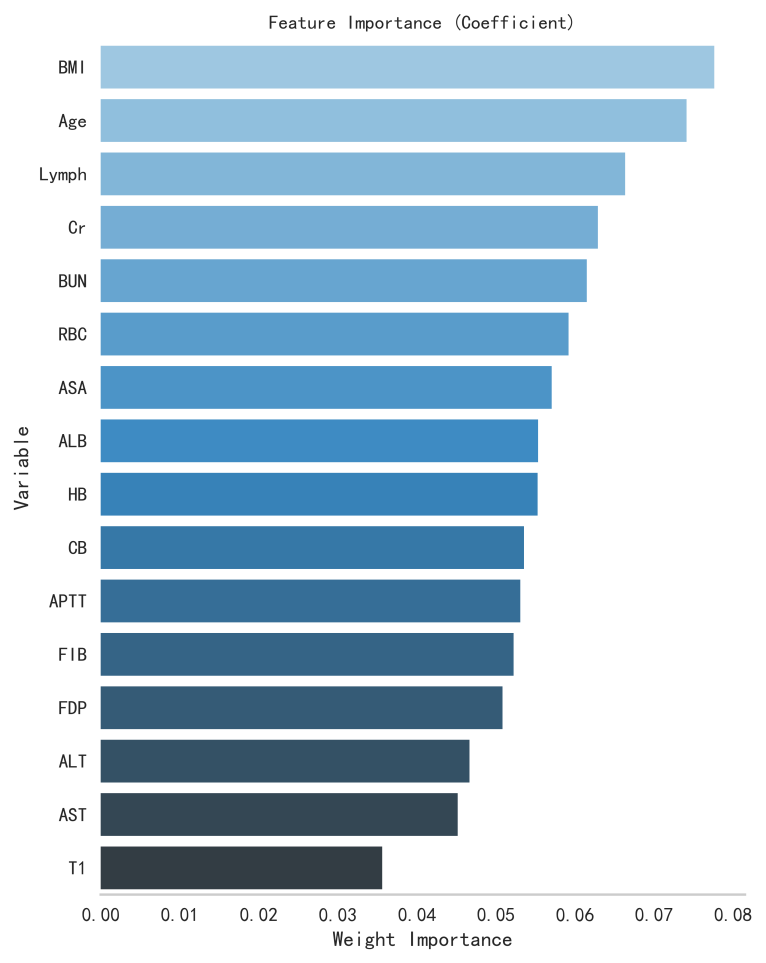 Feature Importance (Coefficient)
BMI
Age
Lymph
Cr
BUN
RBC
ASA
ALB
HB
CB
APTT
FIB
FDP
ALT
AST
T1
Variable
0.00 0.01 0.02 0.03 0.04 0.05 0.06 0.07 0.08
Weight Importance